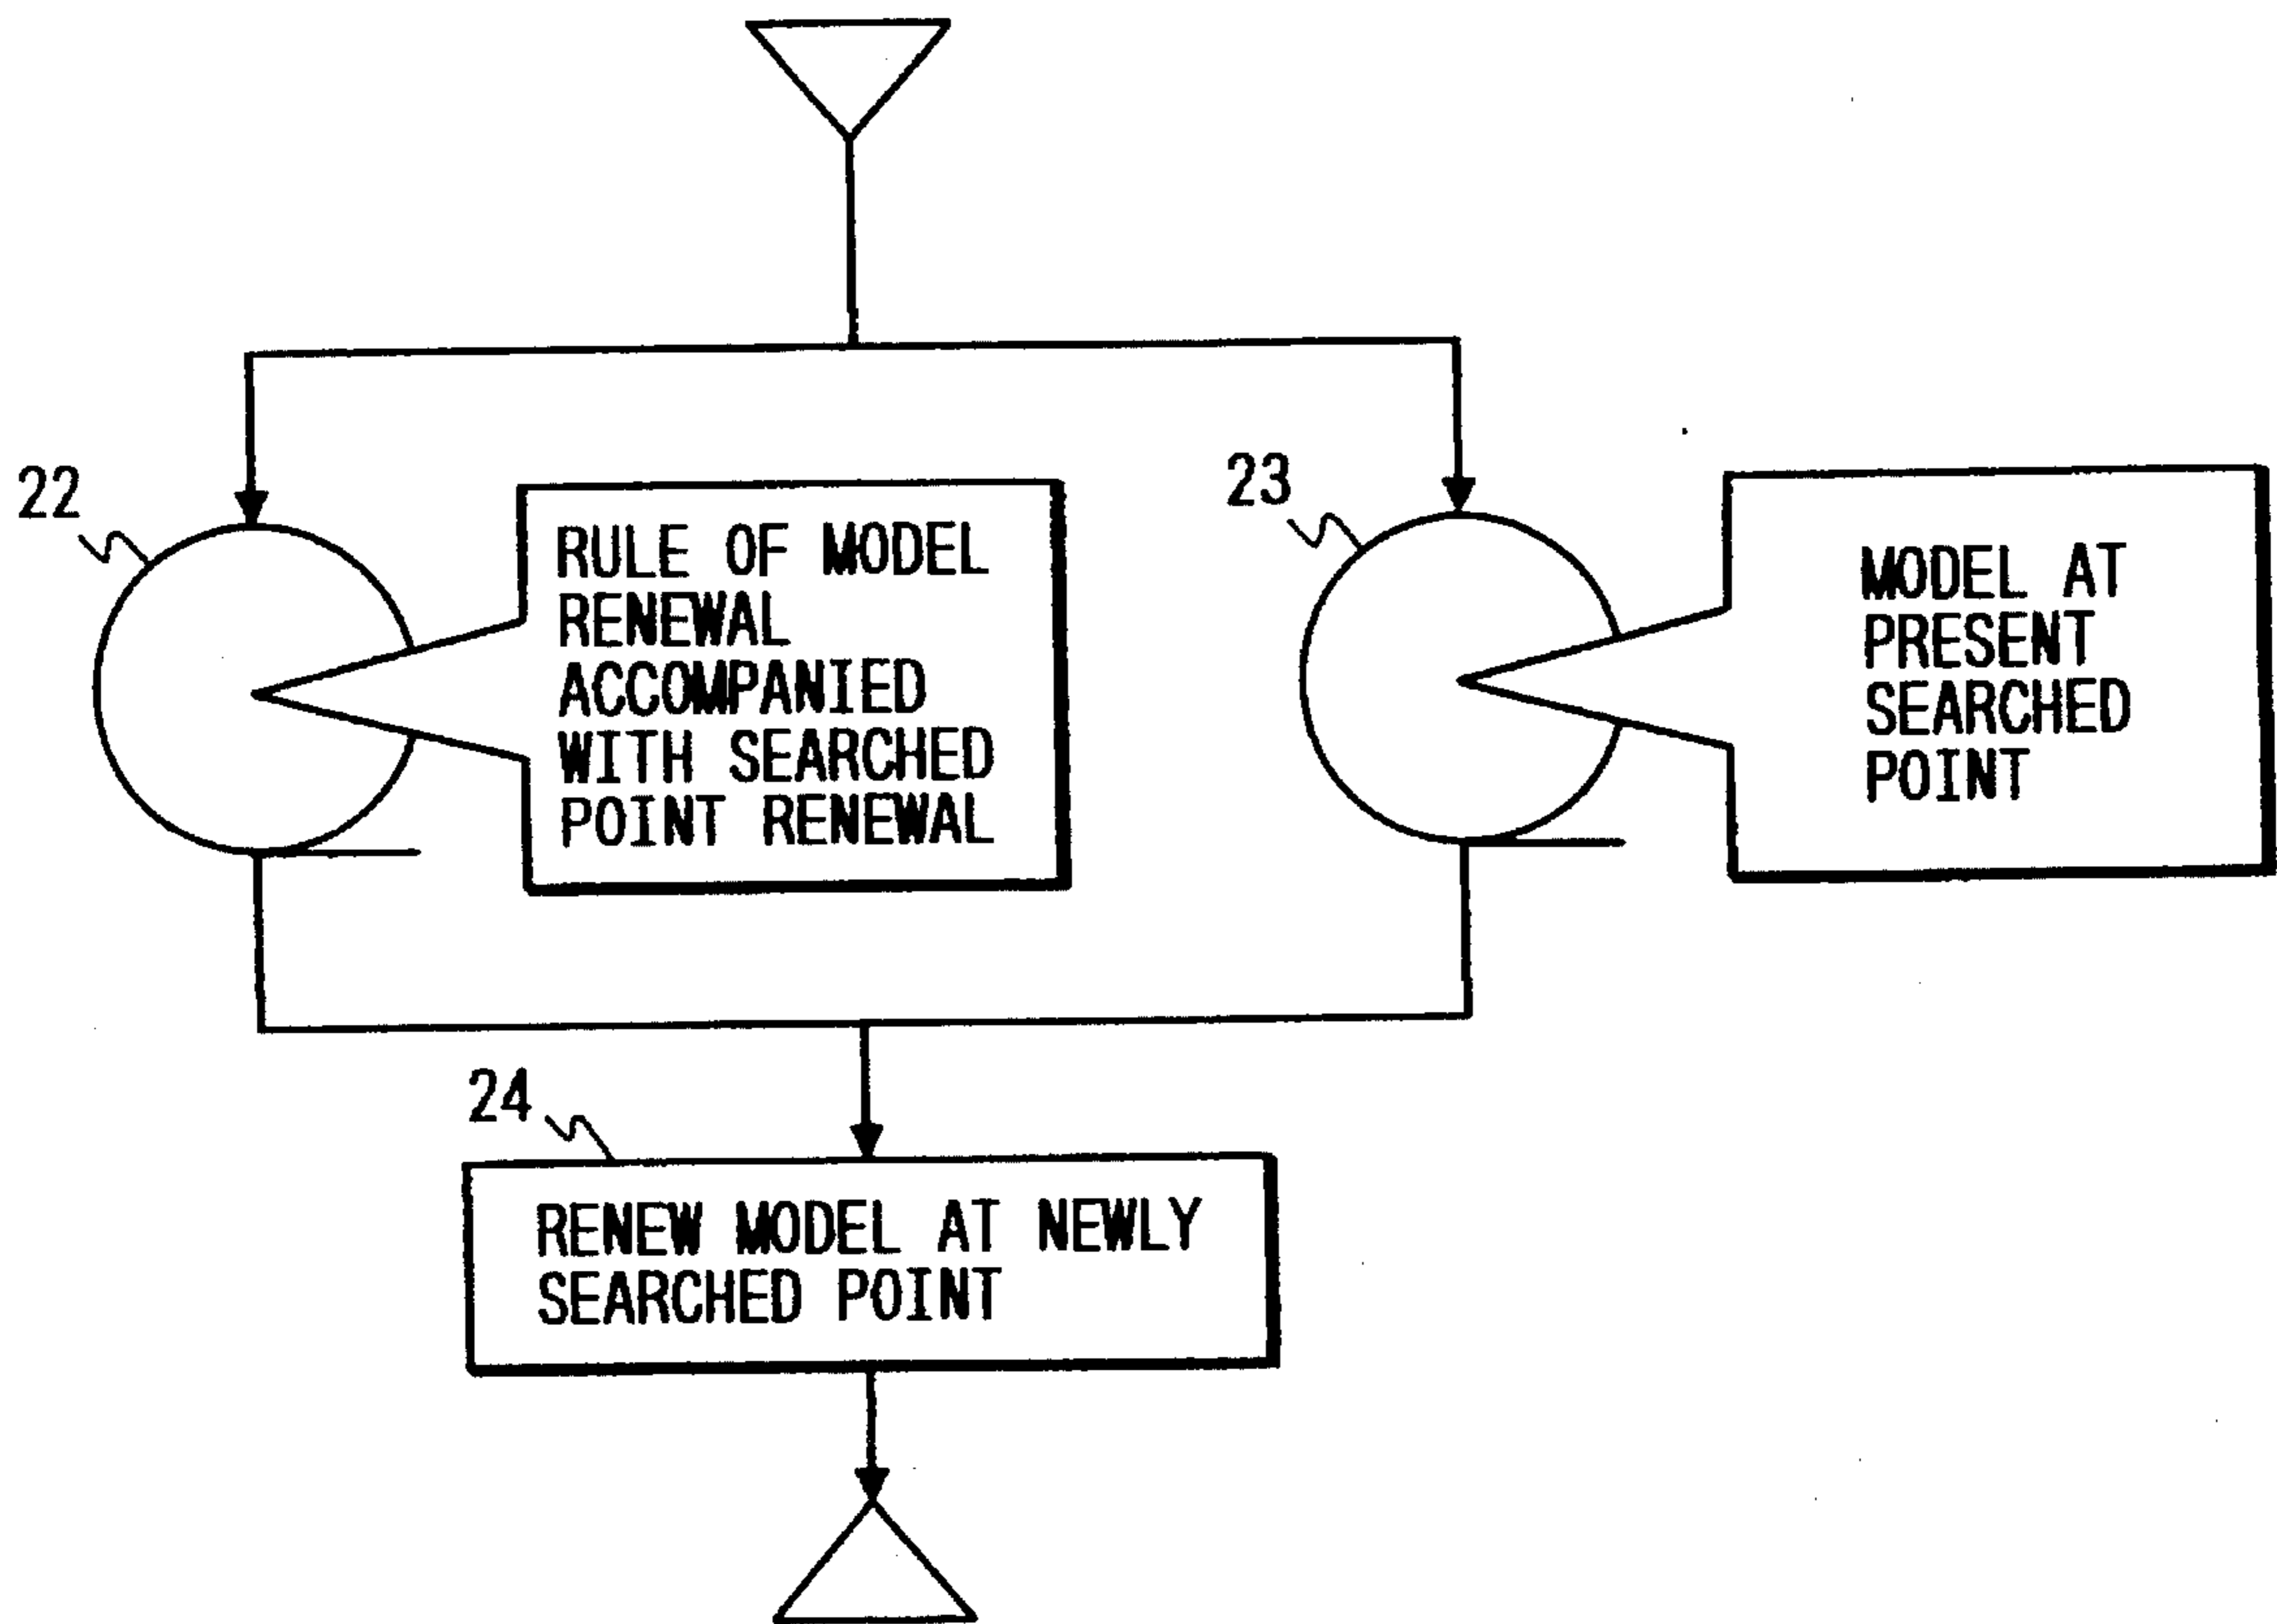 22
RULE OF MODEL
RENEWAL
ACCOMPANIED
WITH SEARCHED
POINT RENEWAL
23
MODEL AT
PRESENT
SEARCHED
POINT
24
RENEW MODEL AT NEWLY
SEARCHED POINT